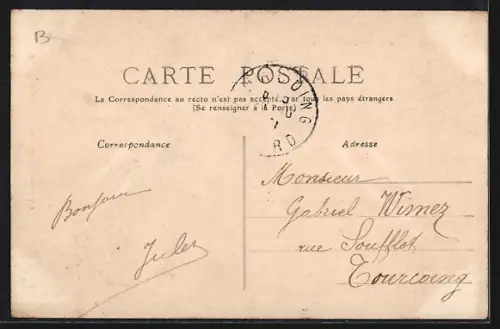 B
CARTE POSTALE
La Correspondance au recto n'est pas acceptée par tous les pays étrangers
(Se renseigner à la Poste)
Correspondance
Adresse
Bonjour
Jules
Monsieur
Gabriel Wismez
rue Soufflot
Tourcoing